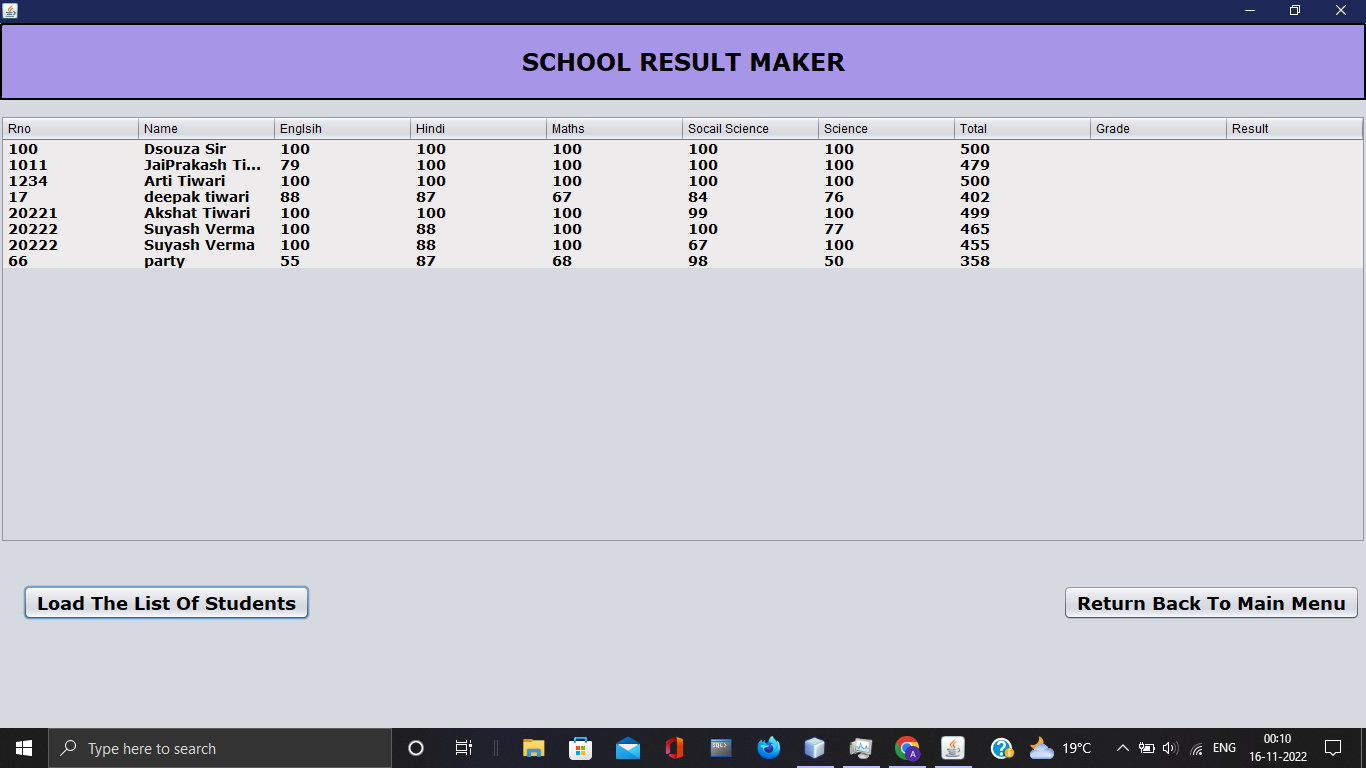 SCHOOL RESULT MAKER
Rno Name Englsih Hindi Maths Socail Science Science Total Grade Result
100 Dsouza Sir 100 100 100 100 100 500
1011 JaiPrakash Ti... 79 100 100 100 100 479
1234 Arti Tiwari 100 100 100 100 100 500
17 deepak tiwari 88 87 67 84 76 402
20221 Akshat Tiwari 100 100 100 99 100 499
20222 Suyash Verma 100 88 100 100 77 465
20222 Suyash Verma 100 88 100 67 100 455
66 party 55 87 68 98 50 358
Load The List Of Students Return Back To Main Menu
Type here to search SQL> A 19°C ENG 00:10
16-11-2022